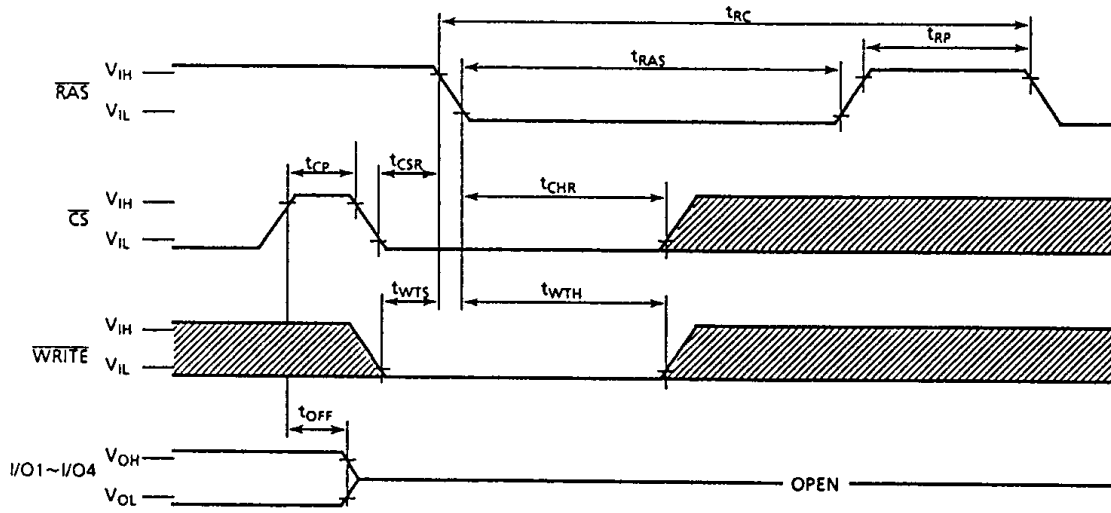 tRC
tRP
tRAS
VIH
RAS
VIL
tCP
tCSR
tCHR
VIH
CS
VIL
tWTS
tWTH
VIH
WRITE
VIL
tOFF
VOH
I/O1~I/O4
VOL
OPEN